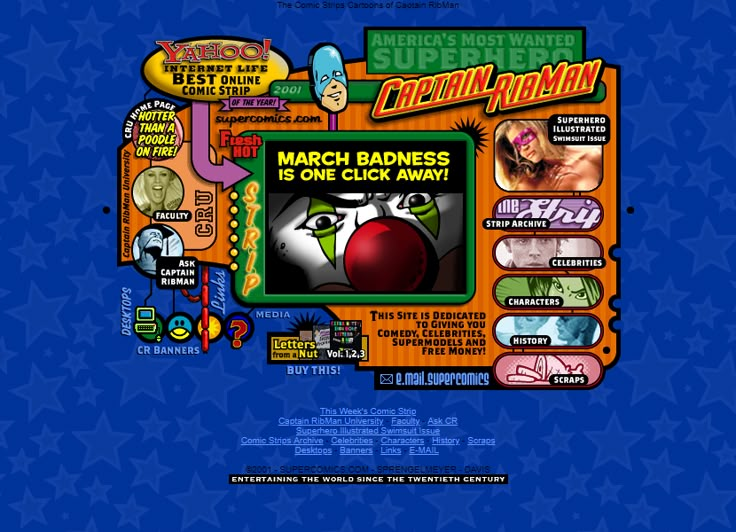 The Comic Strips Cartoons of Captain RibMan
YAHOO!
INTERNET LIFE
BEST ONLINE
COMIC STRIP
OF THE YEAR!
2001
supercomics.com
AMERICA'S MOST WANTED
SUPERHERO
CAPTAIN RIBMAN
CRU HOME PAGE
HOTTER
THAN A
POODLE
ON FIRE!
Captain RibMan University
CRU
FACULTY
ASK
CAPTAIN
RIBMAN
Fresh
HOT
STRIP
MARCH BADNESS
IS ONE CLICK AWAY!
SUPERHERO
ILLUSTRATED
SWIMSUIT ISSUE
the Strip
STRIP ARCHIVE
CELEBRITIES
CHARACTERS
HISTORY
SCRAPS
DESKTOPS
Links
CR BANNERS
?
MEDIA
Letters
from a Nut
Vol. 1,2,3
BUY THIS!
THIS SITE IS DEDICATED
TO GIVING YOU
COMEDY, CELEBRITIES,
SUPERMODELS AND
FREE MONEY!
e.mail.supercomics
This Week's Comic Strip
Captain RibMan University Faculty Ask CR
Superhero Illustrated Swimsuit Issue
Comic Strips Archive Celebrities Characters History Scraps
Desktops Banners Links E-MAIL
©2001 - SUPERCOMICS.COM - SPRENGELMEYER - DAVIS
ENTERTAINING THE WORLD SINCE THE TWENTIETH CENTURY